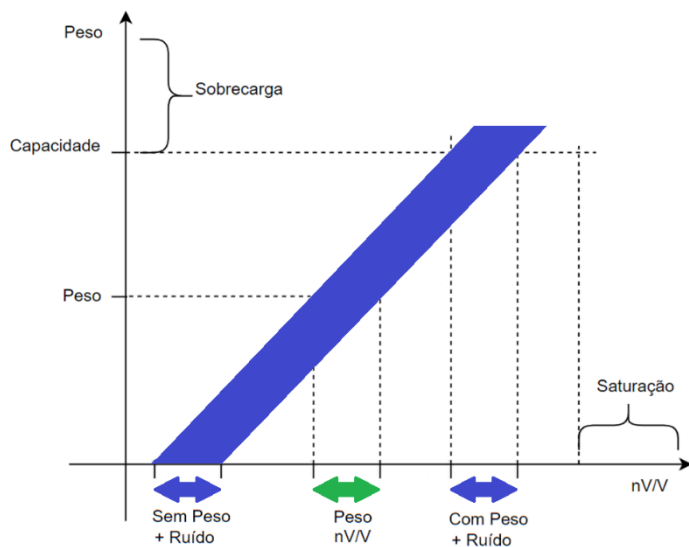 Peso
Sobrecarga
Capacidade
Peso
Saturação
nV/V
Sem Peso
+ Ruído
Peso
nV/V
Com Peso
+ Ruído